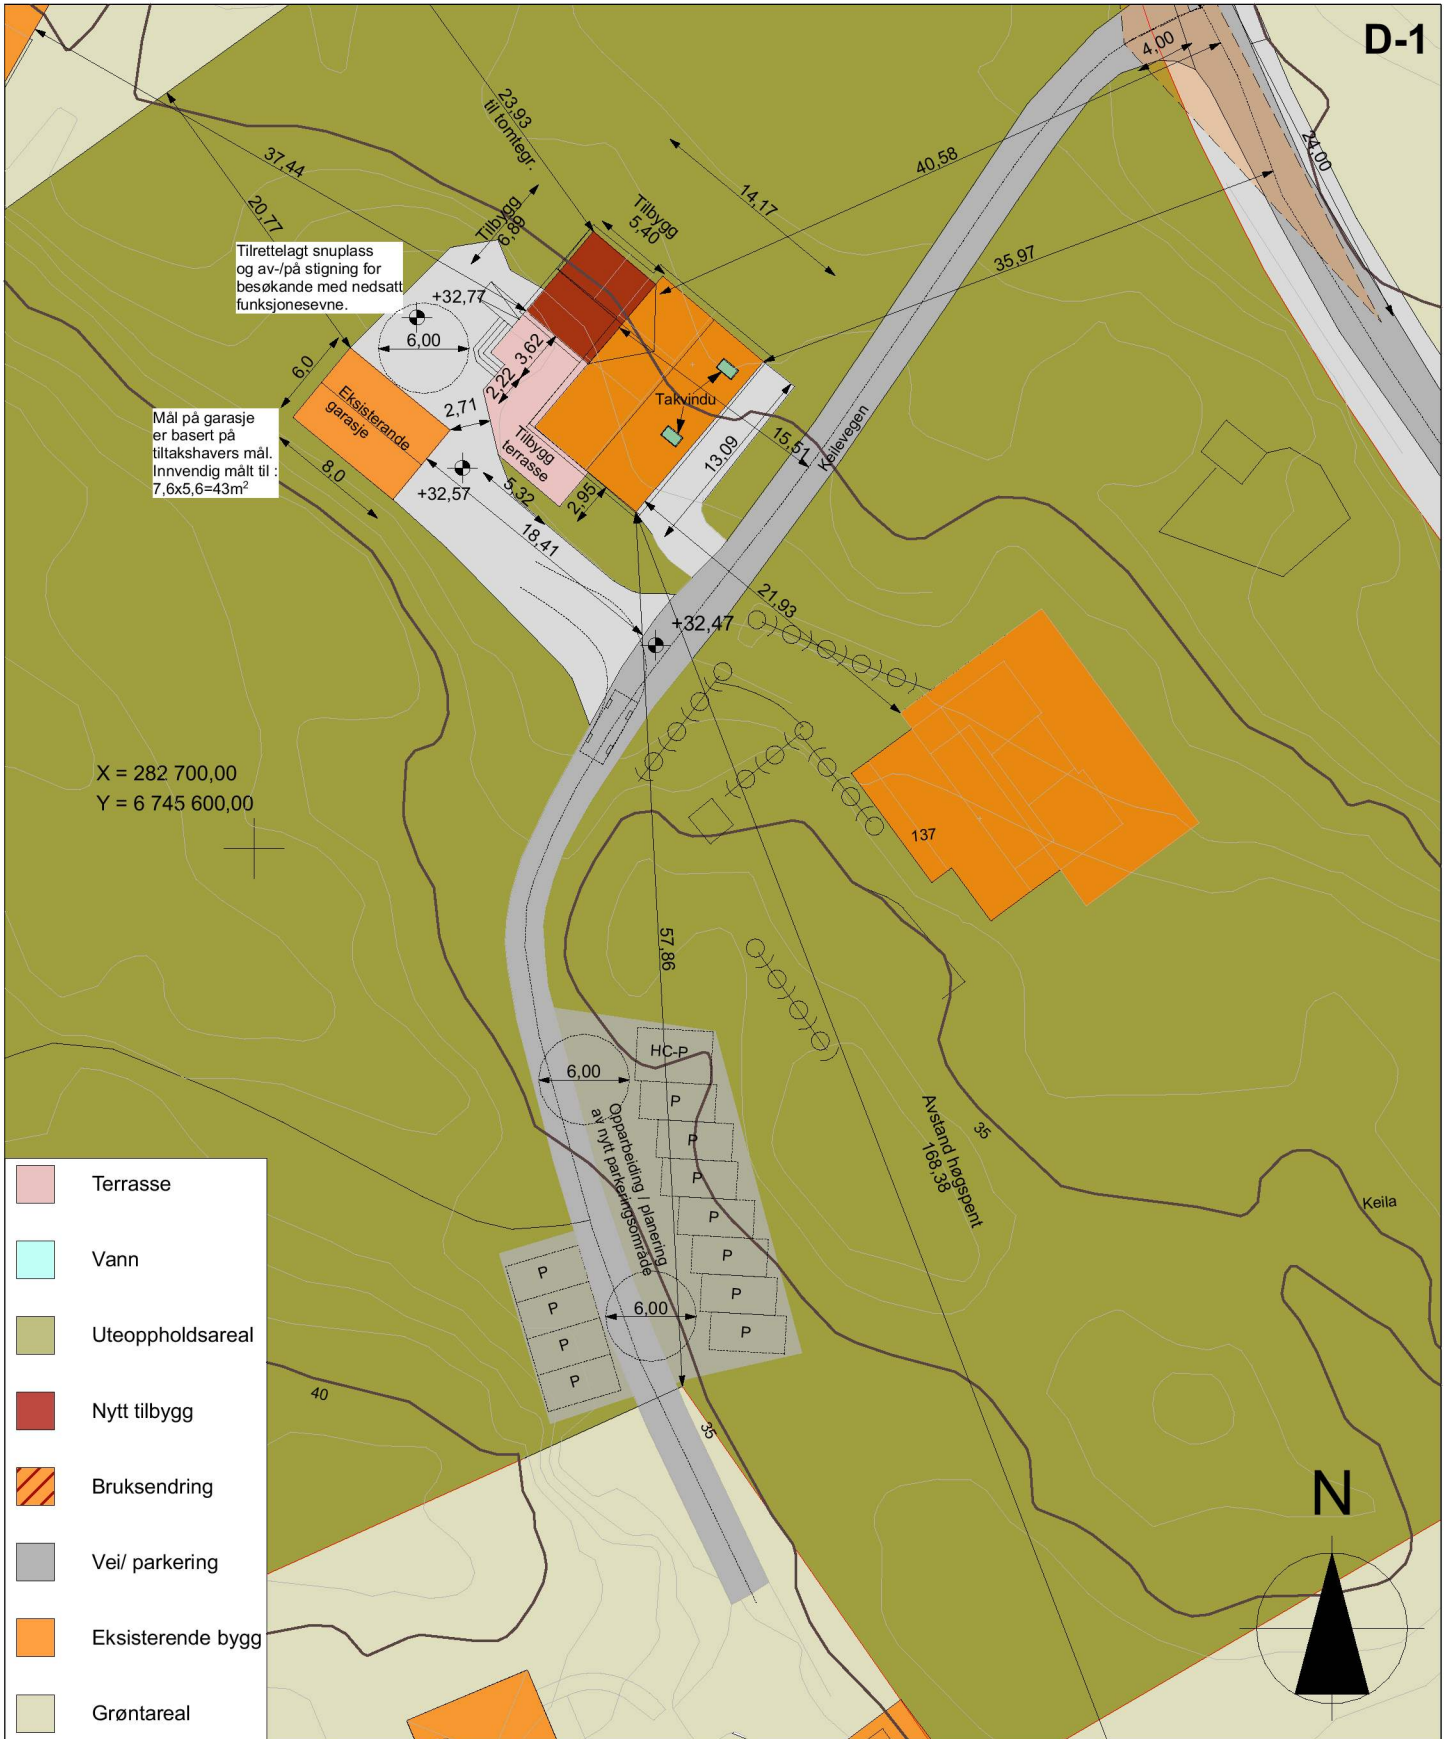 D-1
4,00
24,00
23,93
til tomtegr.
37,44
20,77
40,58
14,17
35,97
Tilbygg
6,89
Tilbygg
5,40
Tilrettelagt snuplass
og av-/på stigning for
besøkande med nedsatt
funksjonesevne.
+32,77
6,00
6,0
3,62
2,22
2,71
Eksisterande
garasje
Takvindu
Mål på garasje
er basert på
tiltakshavers mål.
Innvendig målt til :
7,6x5,6=43m²
8,0
+32,57
Tilbygg
terrasse
5,32
2,95
13,09
15,51
Keilevegen
18,41
21,93
+32,47
X = 282 700,00
Y = 6 745 600,00
137
57,86
HC-P
6,00
P
P
P
P
P
P
P
Opparbeiding / planering
av nytt parkeringsområde
Avstand høgspent
168,38
35
Keila
P
P
P
P
6,00
40
35
Terrasse
Vann
Uteoppholdsareal
Nytt tilbygg
Bruksendring
Vei/ parkering
Eksisterende bygg
Grøntareal
N